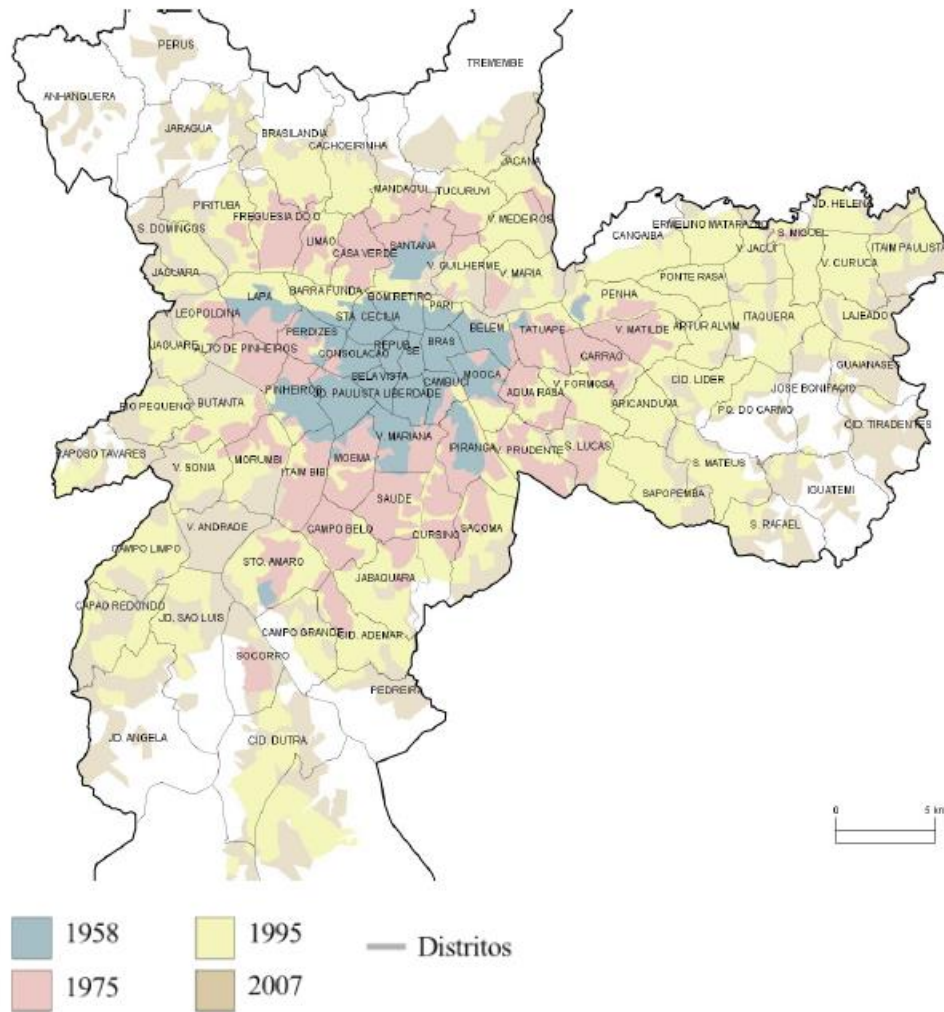 PERUS
TREMEMBE
ANHANGUERA
JARAGUA
BRASILANDIA
CACHOEIRINHA
JACANA
MANDAQUI
TUCURUVI
PIRITUBA
FREGUESIA DO O
V. MEDEIROS
S. DOMINGOS
LIMAO
CASA VERDE
SANTANA
CANGAIBA
ERMELINO MATARAZZO
JD. HELENA
S. MIGUEL
V. JACUI
ITAIM PAULISTA
JAGUARA
V. GUILHERME
V. MARIA
PONTE RASA
V. CURUCA
LAPA
BARRA FUNDA
BOM RETIRO
PARI
PENHA
LEOPOLDINA
STA. CECILIA
BELEM
TATUAPE
V. MATILDE
ARTUR ALVIM
ITAQUERA
LAJEADO
PERDIZES
REPUB.
SE
BRAS
JAGUARE
ALTO DE PINHEIROS
CONSOLACAO
CARRAO
GUAIANASES
BELA VISTA
CAMBUCI
MOOCA
V. FORMOSA
CID. LIDER
JOSE BONIFACIO
PINHEIROS
JD. PAULISTA
LIBERDADE
AGUA RASA
RIO PEQUENO
BUTANTA
ARICANDUVA
PQ. DO CARMO
CID. TIRADENTES
RAPOSO TAVARES
V. SONIA
MORUMBI
ITAIM BIBI
MOEMA
V. MARIANA
IPIRANGA
V. PRUDENTE
S. LUCAS
S. MATEUS
SAPOPEMBA
IGUATEMI
SAUDE
V. ANDRADE
CAMPO BELO
CURSINO
SACOMA
S. RAFAEL
CAMPO LIMPO
STO. AMARO
JABAQUARA
CAPAO REDONDO
JD. SAO LUIS
CAMPO GRANDE
CID. ADEMAR
SOCORRO
PEDREIRA
JD. ANGELA
CID. DUTRA
0 5 km
1958
1995
Distritos
1975
2007